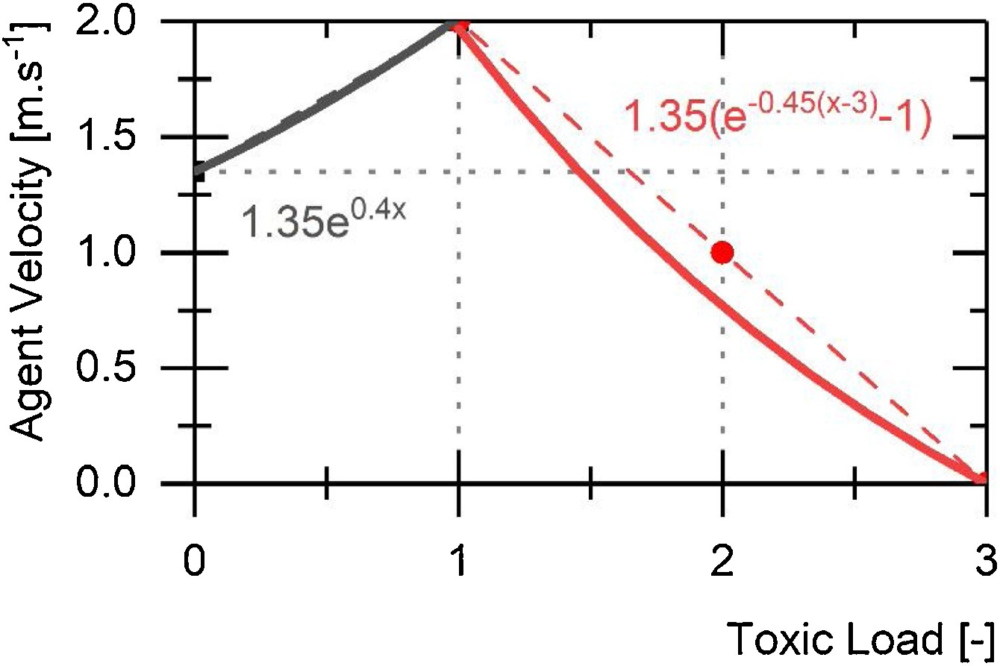 Agent Velocity [m.s⁻¹]
2.0
1.5
1.0
0.5
0.0
1.35(e⁻⁰·⁴⁵⁽ˣ⁻³⁾-1)
1.35e⁰·⁴ˣ
0 1 2 3
Toxic Load [-]